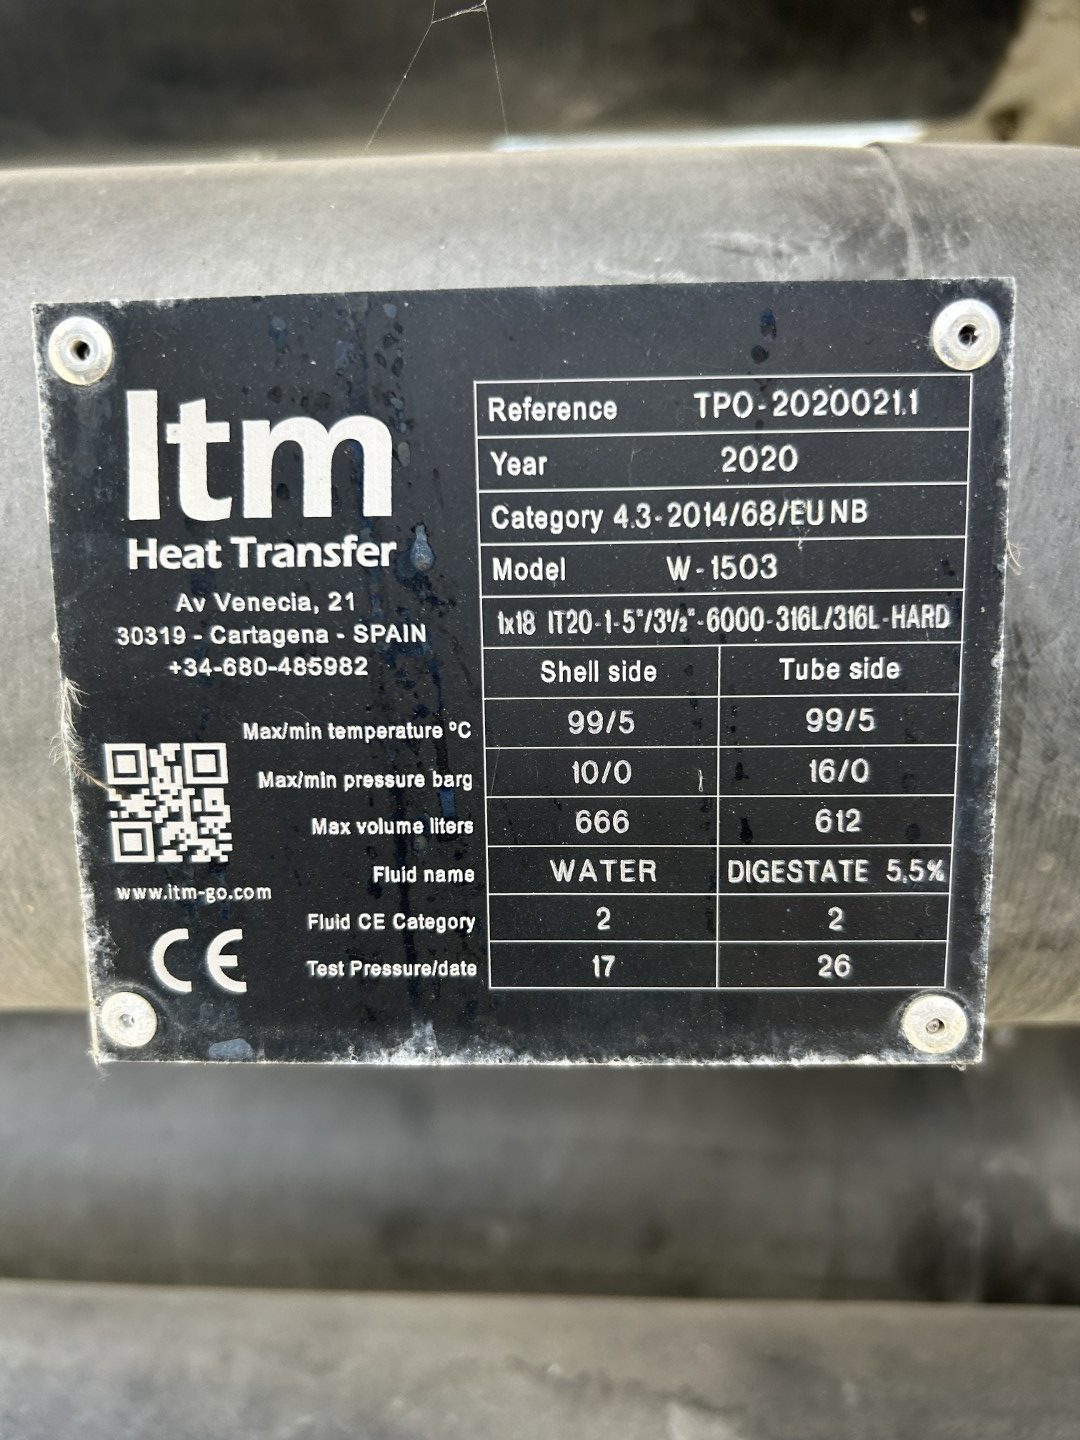 Itm
Heat Transfer
Av Venecia, 21
30319 - Cartagena - SPAIN
+34-680-485982
www.itm-go.com
CE
Reference TPO-2020021.1
Year 2020
Category 4.3-2014/68/EU NB
Model W-1503
1x18 IT20-1-5"/3½"-6000-316L/316L-HARD
Shell side Tube side
Max/min temperature ºC 99/5 99/5
Max/min pressure barg 10/0 16/0
Max volume liters 666 612
Fluid name WATER DIGESTATE 5,5%
Fluid CE Category 2 2
Test Pressure/date 17 26